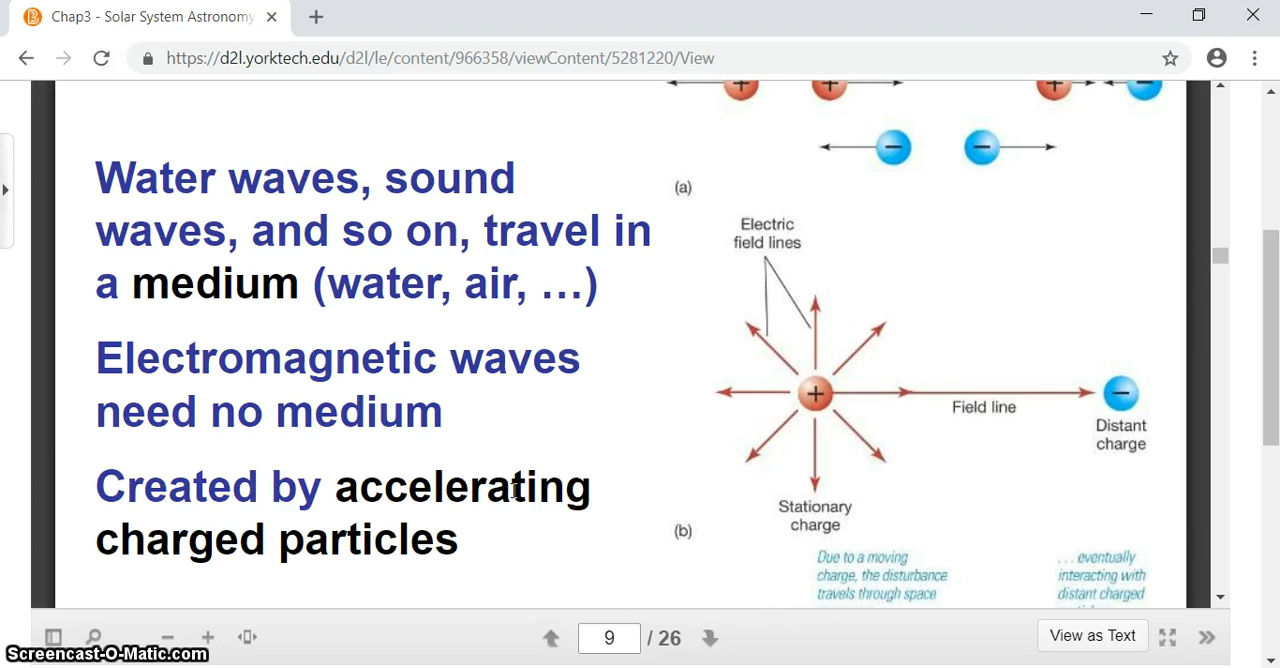 Chap3 - Solar System Astronomy
https://d2l.yorktech.edu/d2l/le/content/966358/viewContent/5281220/View
Water waves, sound
waves, and so on, travel in
a medium (water, air, …)
Electromagnetic waves
need no medium
Created by accelerating
charged particles
+ + + −
− −
(a)
Electric
field lines
+
−
Field line
Distant
charge
Stationary
charge
(b)
Due to a moving
charge, the disturbance
travels through space
. . . eventually
interacting with
distant charged
9 / 26
View as Text
Screencast-O-Matic.com